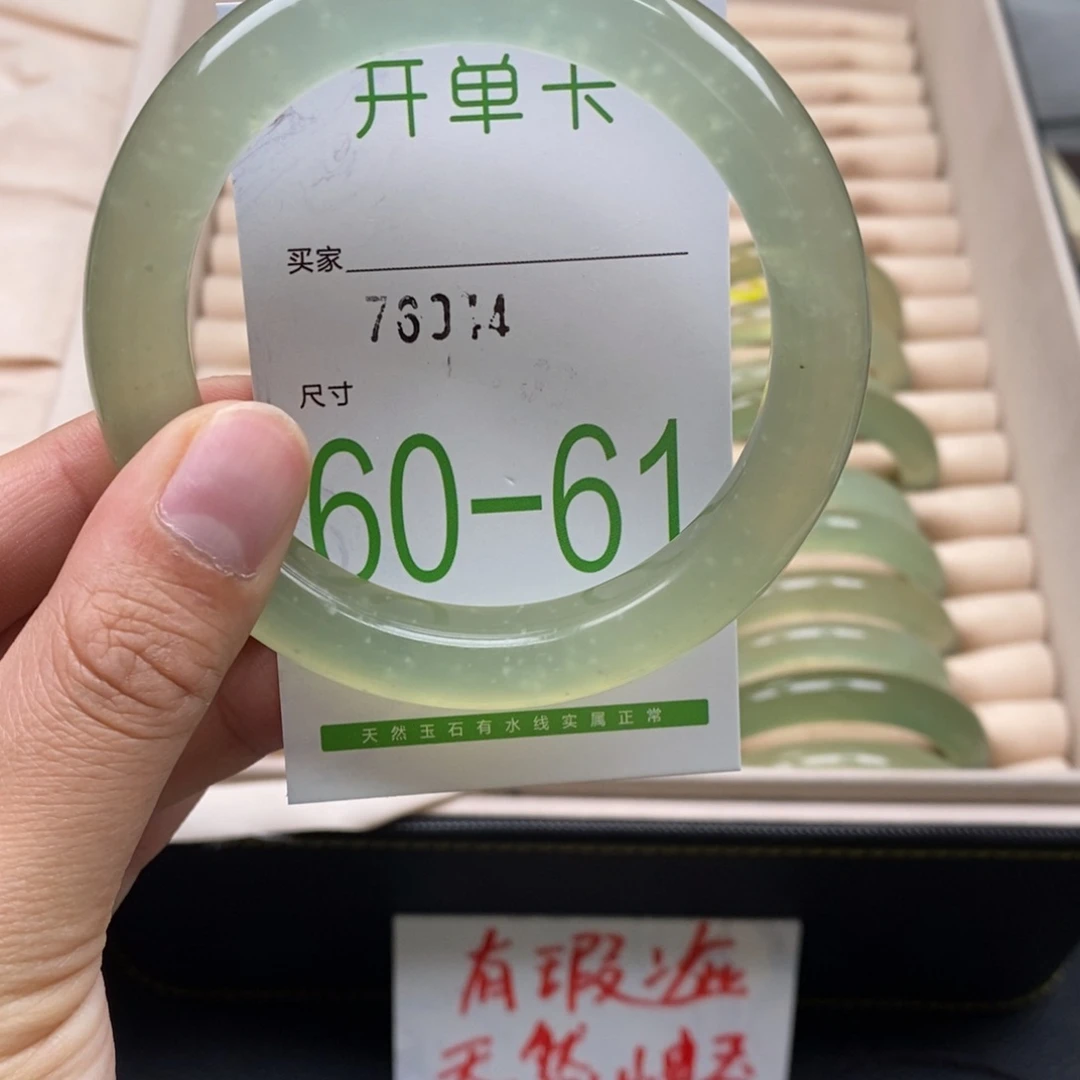 开单卡
买家
尺寸
60-61
天然玉石有水线实属正常
有瑕疵